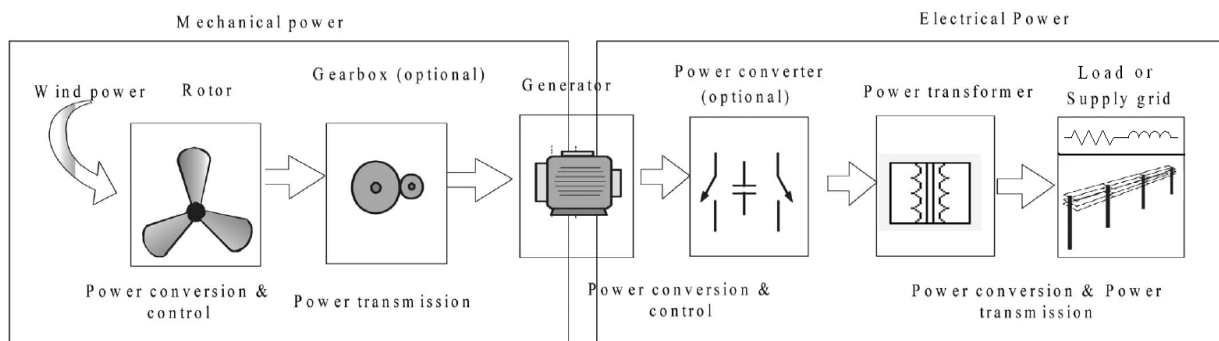 Mechanical power
Electrical Power
Wind power
Rotor
Gearbox (optional)
Generator
Power converter
(optional)
Power transformer
Load or
Supply grid
Power conversion &
control
Power transmission
Power conversion &
control
Power conversion & Power
transmission